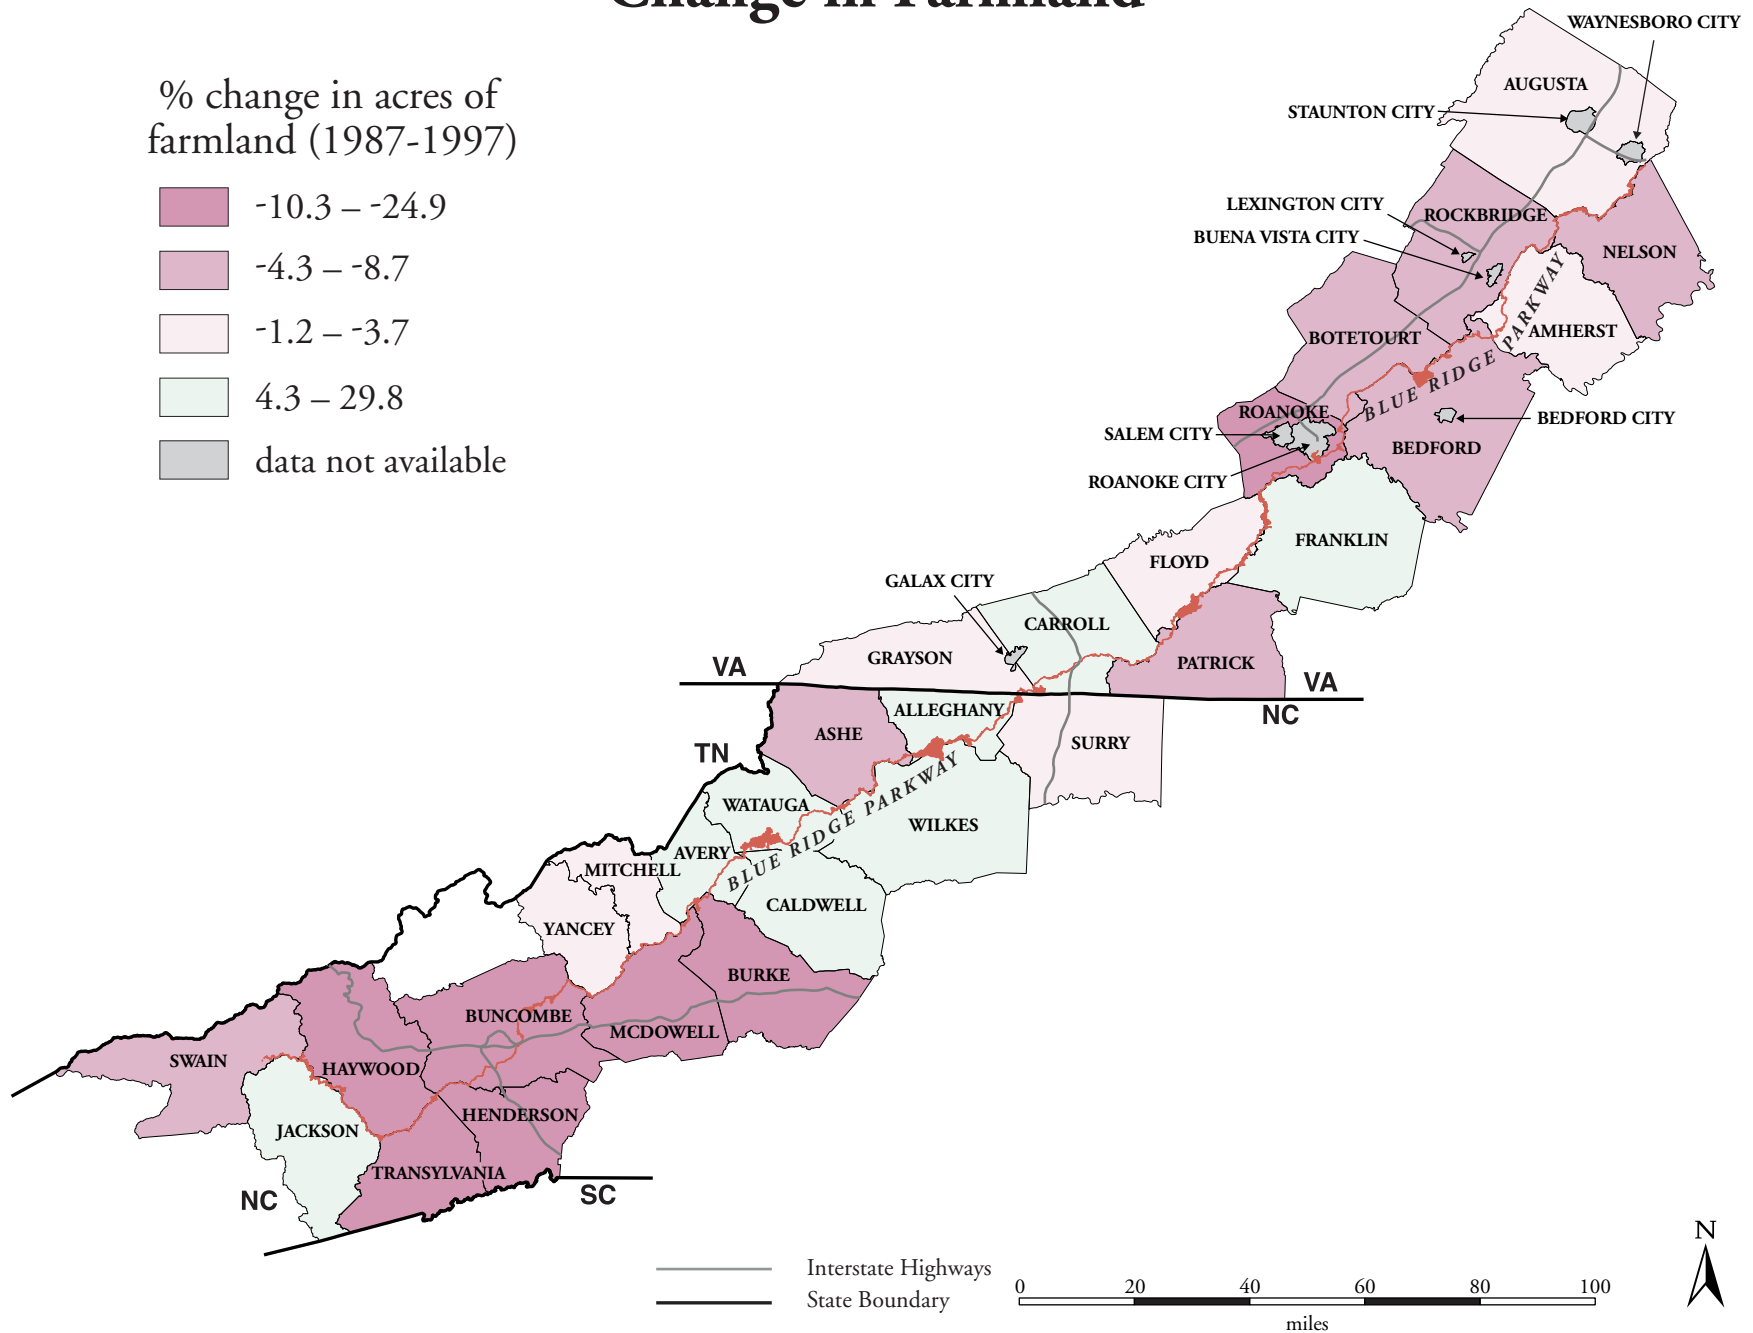 Change in Farmland
% change in acres of
farmland (1987-1997)
-10.3 – -24.9
-4.3 – -8.7
-1.2 – -3.7
4.3 – 29.8
data not available
WAYNESBORO CITY
AUGUSTA
STAUNTON CITY
LEXINGTON CITY
ROCKBRIDGE
BUENA VISTA CITY
NELSON
BOTETOURT
AMHERST
BLUE RIDGE PARKWAY
ROANOKE
SALEM CITY
BEDFORD CITY
BEDFORD
ROANOKE CITY
FRANKLIN
FLOYD
GALAX CITY
CARROLL
GRAYSON
PATRICK
VA
VA
NC
ALLEGHANY
ASHE
SURRY
TN
WATAUGA
WILKES
BLUE RIDGE PARKWAY
AVERY
MITCHELL
CALDWELL
YANCEY
BURKE
BUNCOMBE
MCDOWELL
SWAIN
HAYWOOD
HENDERSON
JACKSON
TRANSYLVANIA
NC
SC
N
Interstate Highways
State Boundary
0 20 40 60 80 100
miles